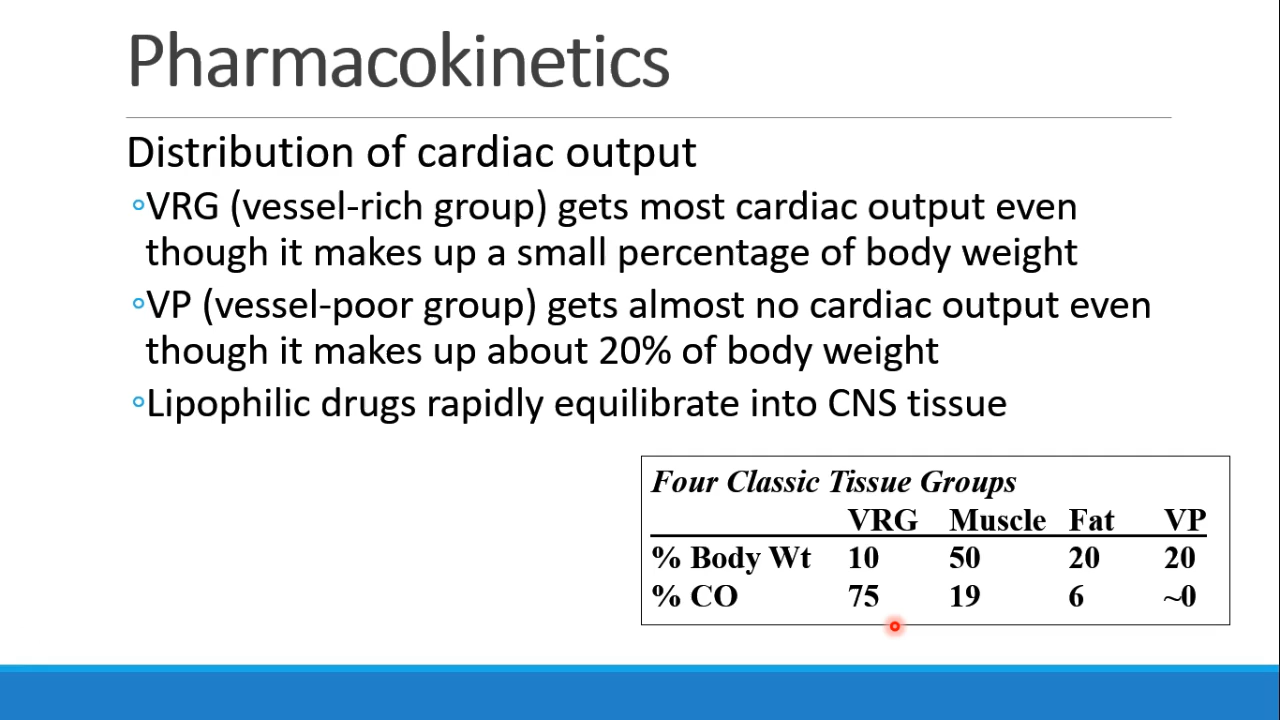 Pharmacokinetics
Distribution of cardiac output
◦VRG (vessel-rich group) gets most cardiac output even
though it makes up a small percentage of body weight
◦VP (vessel-poor group) gets almost no cardiac output even
though it makes up about 20% of body weight
◦Lipophilic drugs rapidly equilibrate into CNS tissue
Four Classic Tissue Groups
VRG Muscle Fat VP
% Body Wt 10 50 20 20
% CO 75 19 6 ~0